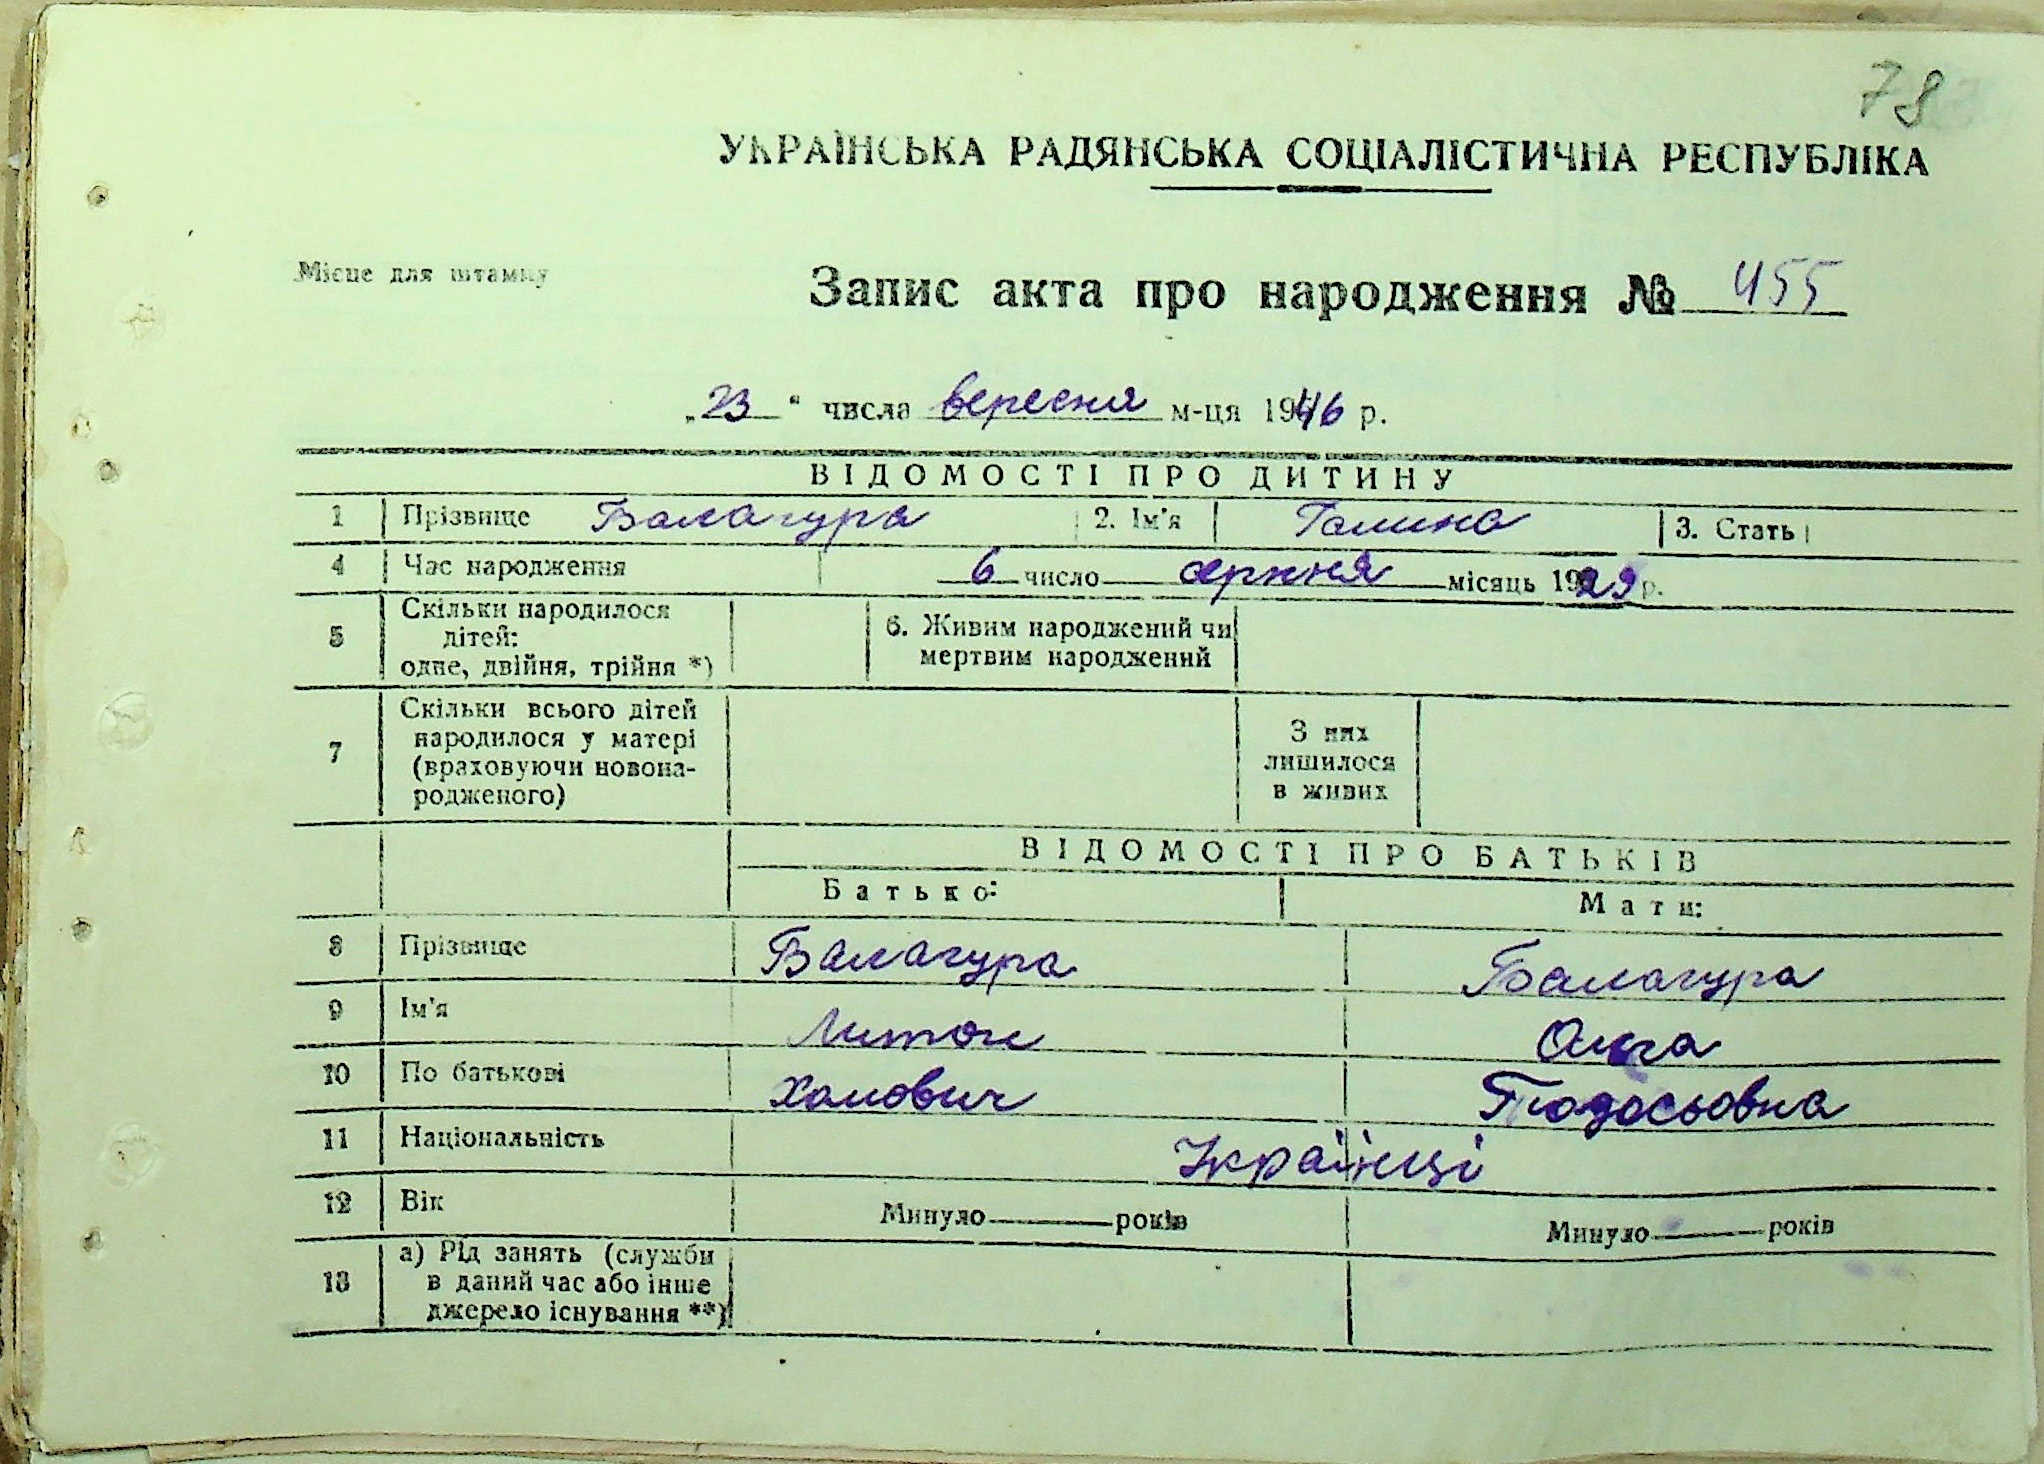 78
УКРАЇНСЬКА РАДЯНСЬКА СОЦІАЛІСТИЧНА РЕСПУБЛІКА
Місце для штампу
Запис акта про народження № 455
„23“ числа вересня м-ця 1946 р.
ВІДОМОСТІ ПРО ДИТИНУ
1 Прізвище Балагура 2. Ім'я Галина 3. Стать
4 Час народження 6 число серпня місяць 1929 р.
5 Скільки народилося дітей: одне, двійня, трійня *)
6. Живим народжений чи мертвим народжений
7 Скільки всього дітей народилося у матері (враховуючи новона-
родженого)
З них лишилося в живих
ВІДОМОСТІ ПРО БАТЬКІВ
Батько: Мати:
8 Прізвище Балагура Балагура
9 Ім'я Антон Ольга
10 По батькові Хомович
11 Національність Українці
12 Вік Минуло років Минуло років
13 а) Рід занять (служби
в даний час або інше
джерело існування **)